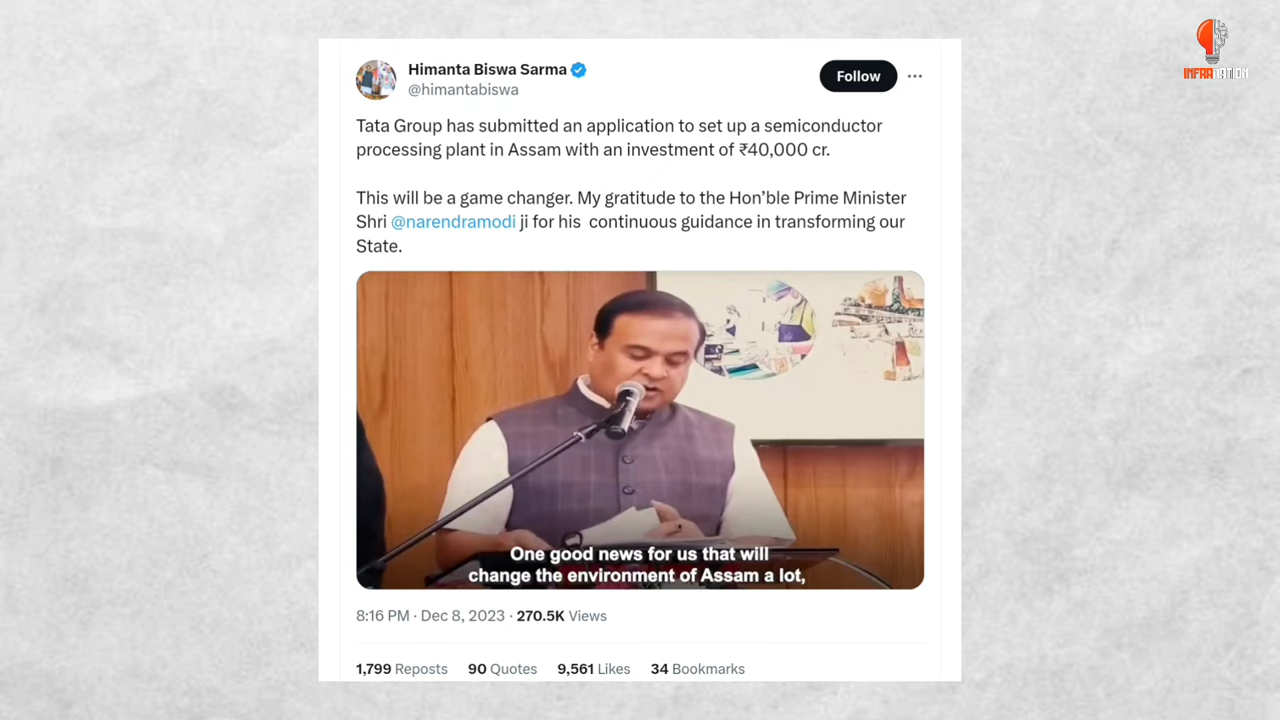 Himanta Biswa Sarma
@himantabiswa
Follow
INFRANATION
Tata Group has submitted an application to set up a semiconductor
processing plant in Assam with an investment of ₹40,000 cr.
This will be a game changer. My gratitude to the Hon’ble Prime Minister
Shri @narendramodi ji for his  continuous guidance in transforming our
State.
One good news for us that will
change the environment of Assam a lot,
8:16 PM · Dec 8, 2023 · 270.5K Views
1,799 Reposts 90 Quotes 9,561 Likes 34 Bookmarks